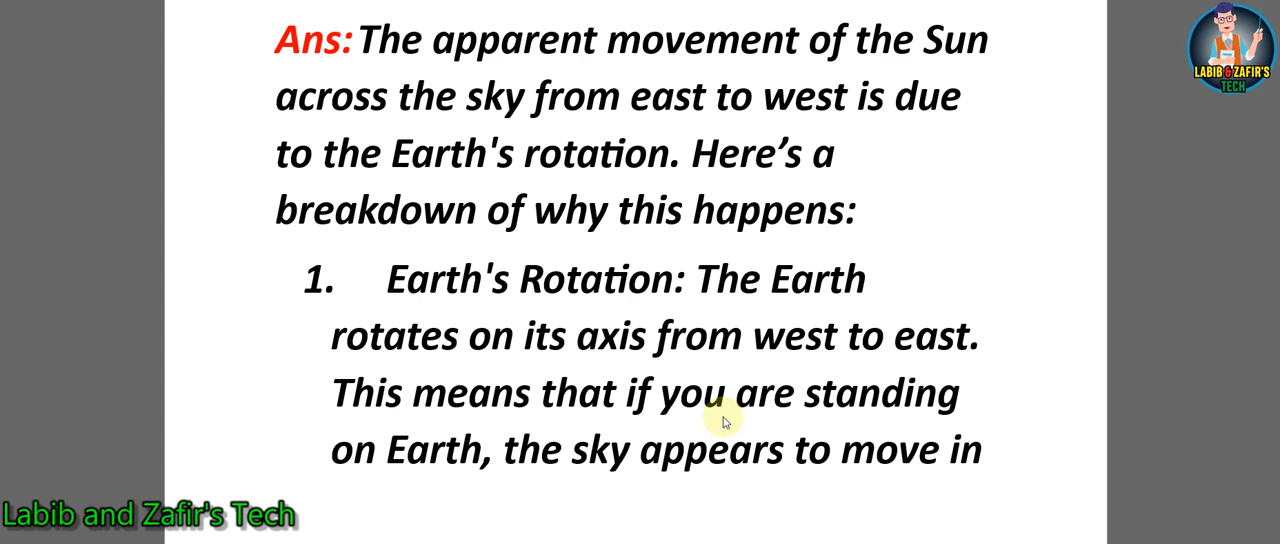 Ans: The apparent movement of the Sun
across the sky from east to west is due
to the Earth's rotation. Here’s a
breakdown of why this happens:
1. Earth's Rotation: The Earth
rotates on its axis from west to east.
This means that if you are standing
on Earth, the sky appears to move in
LABIB & ZAFIR'S
TECH
Labib and Zafir's Tech